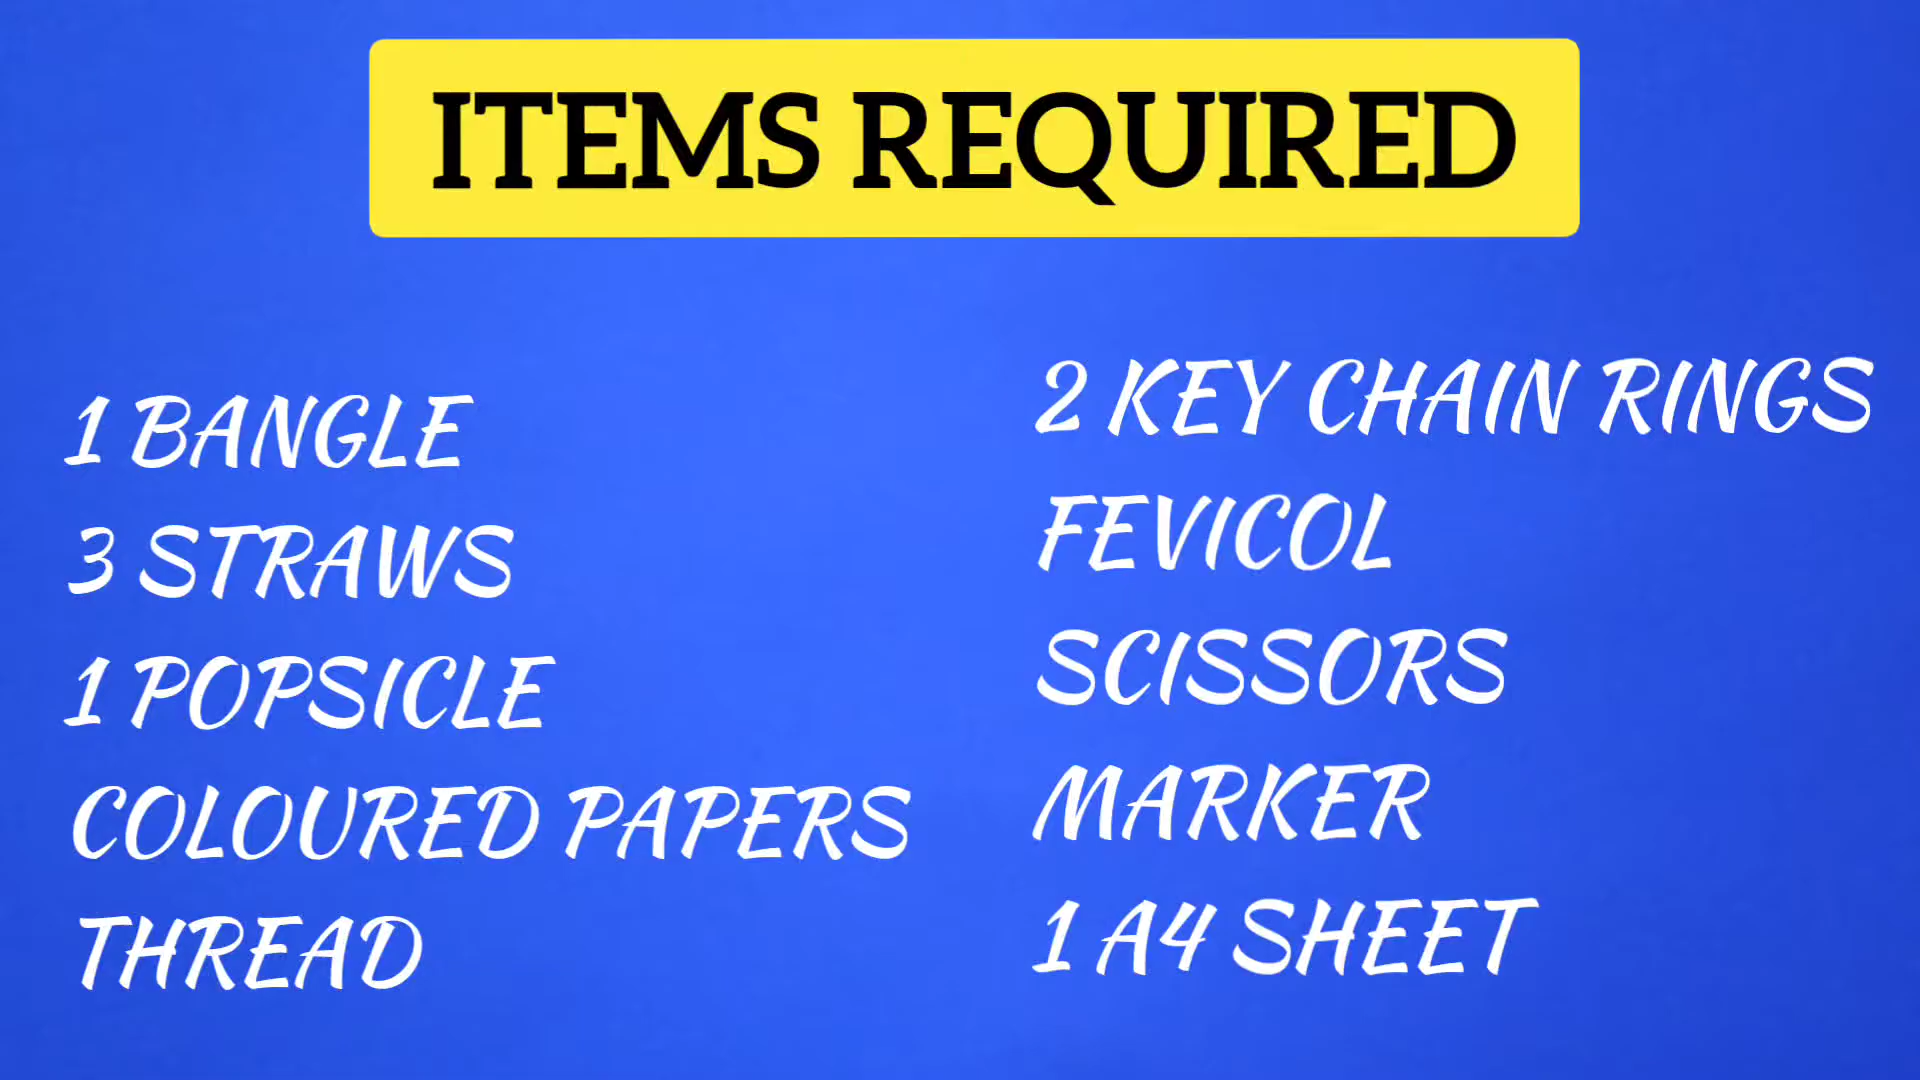 ITEMS REQUIRED
1 BANGLE
3 STRAWS
1 POPSICLE
COLOURED PAPERS
THREAD
2 KEY CHAIN RINGS
FEVICOL
SCISSORS
MARKER
1 A4 SHEET